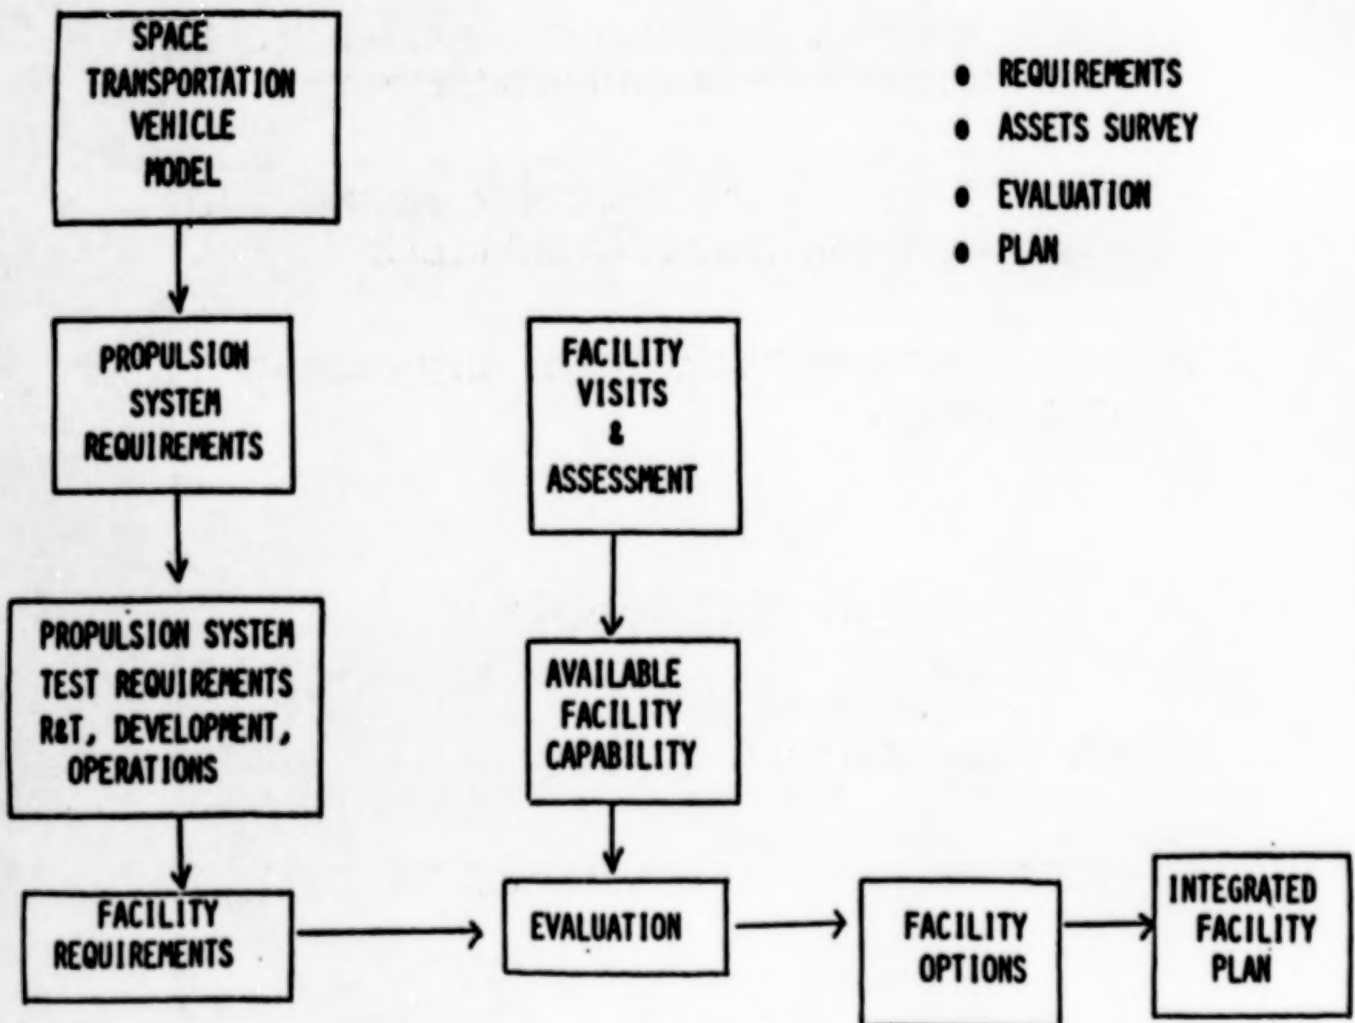 SPACE
TRANSPORTATION
VEHICLE
MODEL
• REQUIREMENTS
• ASSETS SURVEY
• EVALUATION
• PLAN
PROPULSION
SYSTEM
REQUIREMENTS
FACILITY
VISITS
&
ASSESSMENT
PROPULSION SYSTEM
TEST REQUIREMENTS
R&T, DEVELOPMENT,
OPERATIONS
AVAILABLE
FACILITY
CAPABILITY
FACILITY
REQUIREMENTS
EVALUATION
FACILITY
OPTIONS
INTEGRATED
FACILITY
PLAN